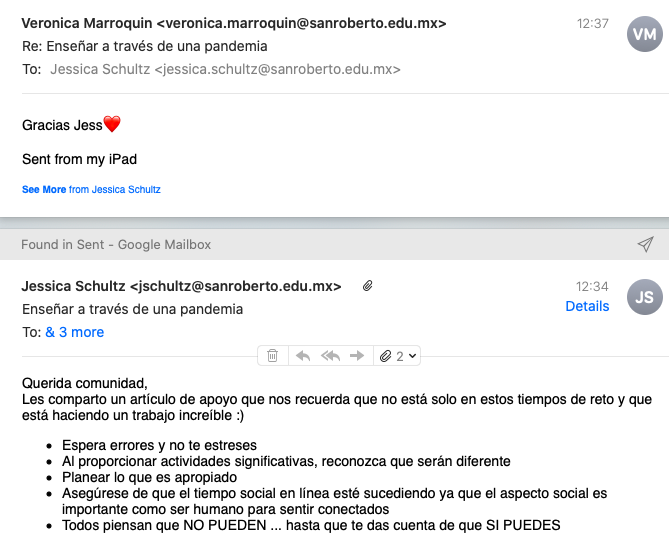 Veronica Marroquin <veronica.marroquin@sanroberto.edu.mx>
12:37
VM
Re: Enseñar a través de una pandemia
To: Jessica Schultz <jessica.schultz@sanroberto.edu.mx>
Gracias Jess❤️
Sent from my iPad
See More from Jessica Schultz
Found in Sent - Google Mailbox
Jessica Schultz <jschultz@sanroberto.edu.mx>
12:34
JS
Enseñar a través de una pandemia
Details
To: & 3 more
2
Querida comunidad,
Les comparto un artículo de apoyo que nos recuerda que no está solo en estos tiempos de reto y que
está haciendo un trabajo increíble :)
• Espera errores y no te estreses
• Al proporcionar actividades significativas, reconozca que serán diferente
• Planear lo que es apropiado
• Asegúrese de que el tiempo social en línea esté sucediendo ya que el aspecto social es
importante como ser humano para sentir conectados
• Todos piensan que NO PUEDEN ... hasta que te das cuenta de que SI PUEDES